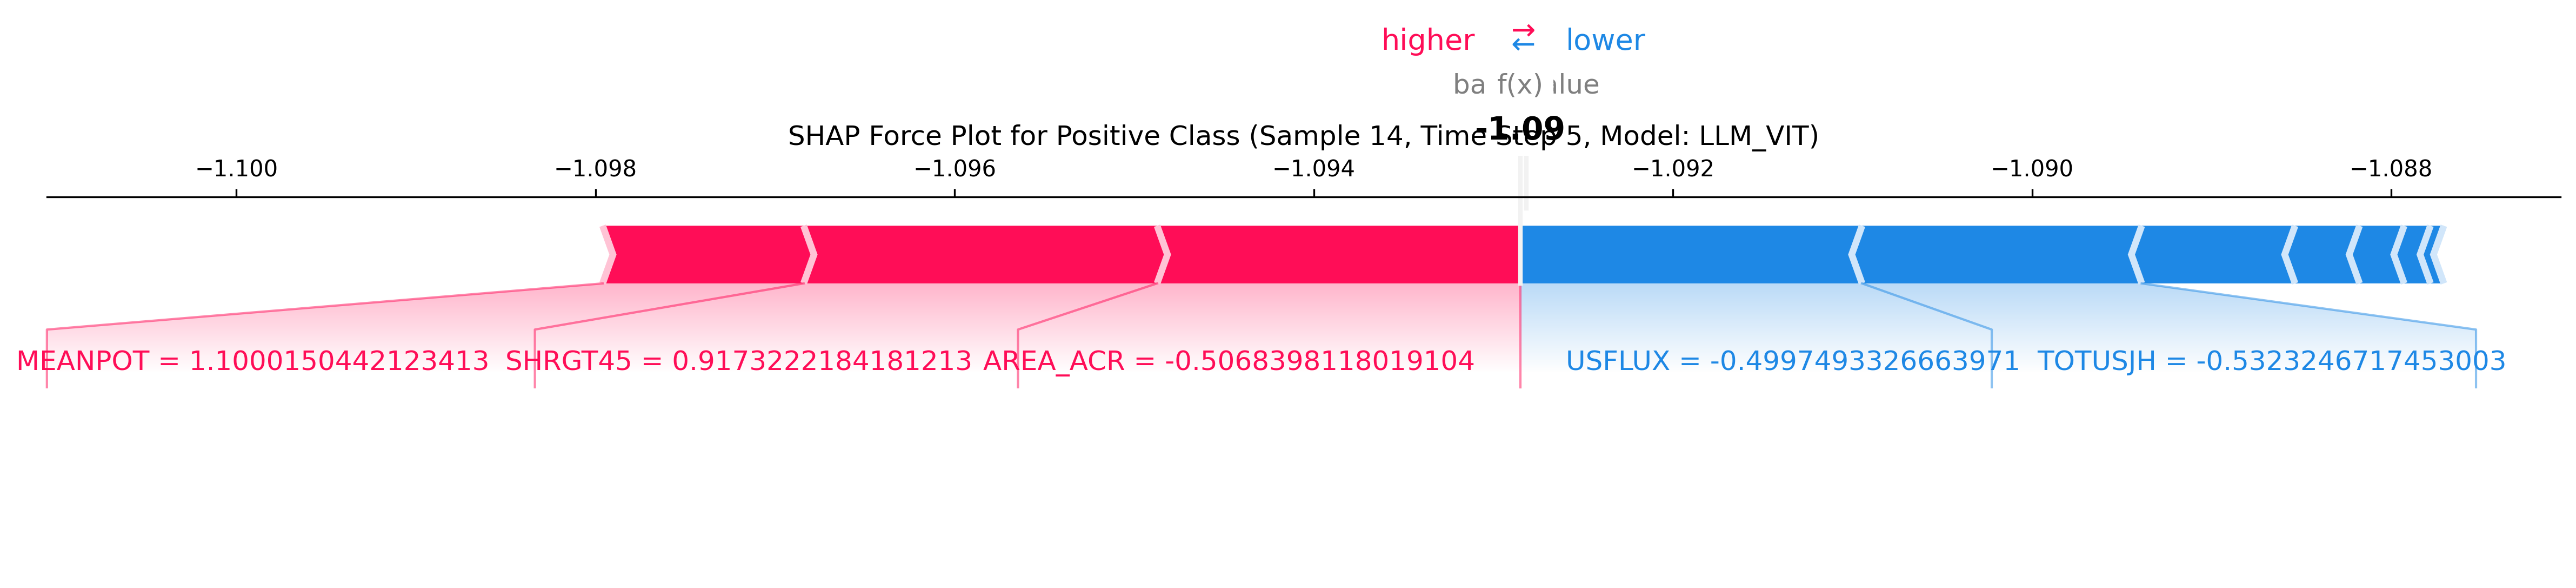 higher ⇄ lower
ba f(x) lue
-1.09
SHAP Force Plot for Positive Class (Sample 14, Time Step 5, Model: LLM_VIT)
−1.100 −1.098 −1.096 −1.094 −1.092 −1.090 −1.088
MEANPOT = 1.1000150442123413 SHRGT45 = 0.9173222184181213 AREA_ACR = -0.5068398118019104 USFLUX = -0.4997493326663971 TOTUSJH = -0.5323246717453003